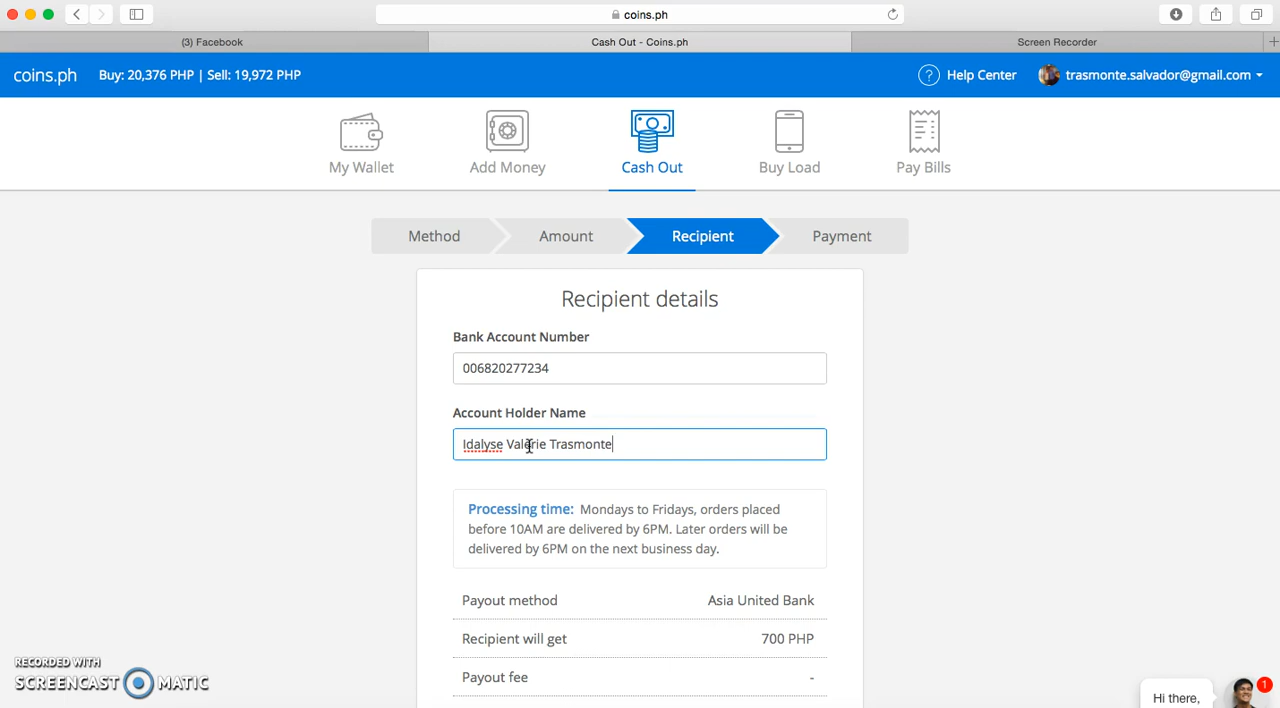 coins.ph
(3) Facebook
Cash Out - Coins.ph
Screen Recorder
coins.ph
Buy: 20,376 PHP | Sell: 19,972 PHP
? Help Center
trasmonte.salvador@gmail.com
My Wallet
Add Money
Cash Out
Buy Load
Pay Bills
Method
Amount
Recipient
Payment
Recipient details
Bank Account Number
006820277234
Account Holder Name
Idalyse Valerie Trasmonte
Processing time: Mondays to Fridays, orders placed
before 10AM are delivered by 6PM. Later orders will be
delivered by 6PM on the next business day.
Payout method
Asia United Bank
Recipient will get
700 PHP
Payout fee
-
RECORDED WITH
SCREENCAST MATIC
Hi there,
1